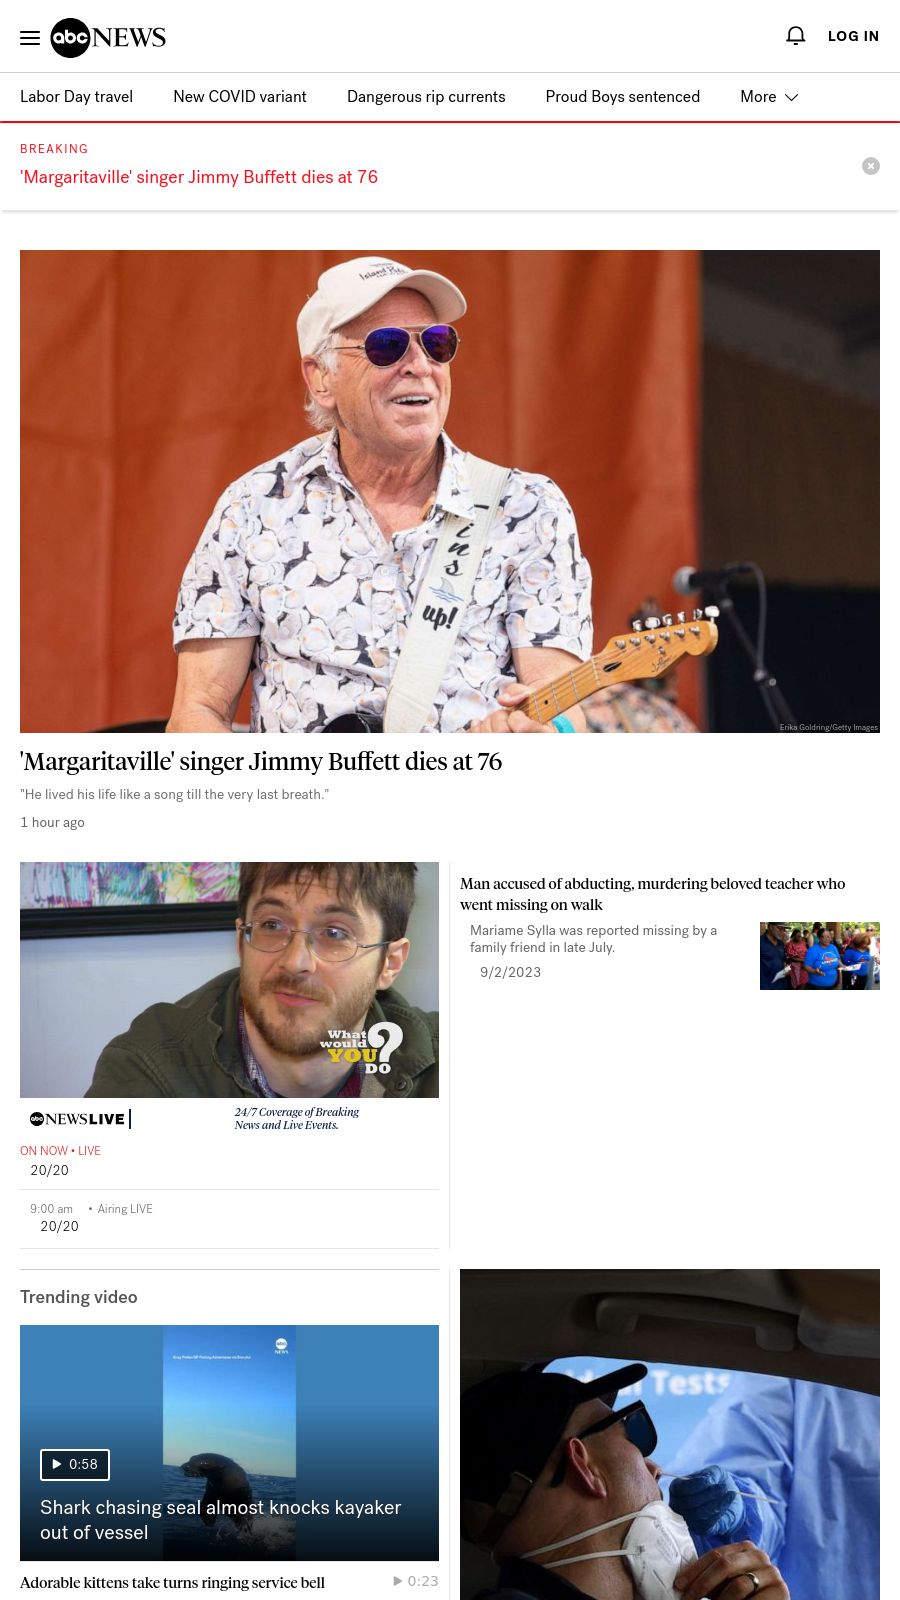 abc NEWS
LOG IN
Labor Day travel
New COVID variant
Dangerous rip currents
Proud Boys sentenced
More
BREAKING
'Margaritaville' singer Jimmy Buffett dies at 76
Island
ins
up!
Erika Goldring/Getty Images
'Margaritaville' singer Jimmy Buffett dies at 76
"He lived his life like a song till the very last breath."
1 hour ago
What
would
YOU
DO
?
abc NEWS LIVE
24/7 Coverage of Breaking
News and Live Events.
ON NOW • LIVE
20/20
9:00 am • Airing LIVE
20/20
Man accused of abducting, murdering beloved teacher who
went missing on walk
Mariame Sylla was reported missing by a
family friend in late July.
9/2/2023
Trending video
abc
NEWS
0:58
Shark chasing seal almost knocks kayaker
out of vessel
Adorable kittens take turns ringing service bell
0:23
Tests